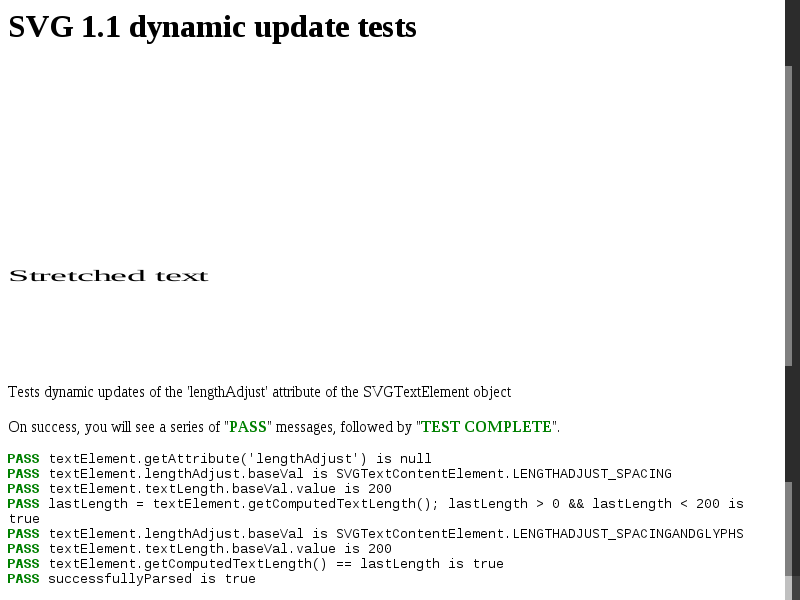 SVG 1.1 dynamic update tests
Stretched text
Tests dynamic updates of the 'lengthAdjust' attribute of the SVGTextElement object
On success, you will see a series of "PASS" messages, followed by "TEST COMPLETE".
PASS textElement.getAttribute('lengthAdjust') is null
PASS textElement.lengthAdjust.baseVal is SVGTextContentElement.LENGTHADJUST_SPACING
PASS textElement.textLength.baseVal.value is 200
PASS lastLength = textElement.getComputedTextLength(); lastLength > 0 && lastLength < 200 is
true
PASS textElement.lengthAdjust.baseVal is SVGTextContentElement.LENGTHADJUST_SPACINGANDGLYPHS
PASS textElement.textLength.baseVal.value is 200
PASS textElement.getComputedTextLength() == lastLength is true
PASS successfullyParsed is true